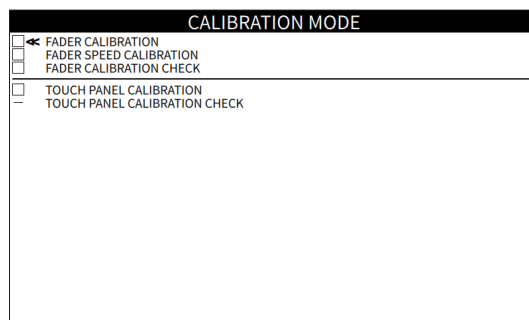 CALIBRATION MODE
≪ FADER CALIBRATION
FADER SPEED CALIBRATION
FADER CALIBRATION CHECK
TOUCH PANEL CALIBRATION
— TOUCH PANEL CALIBRATION CHECK